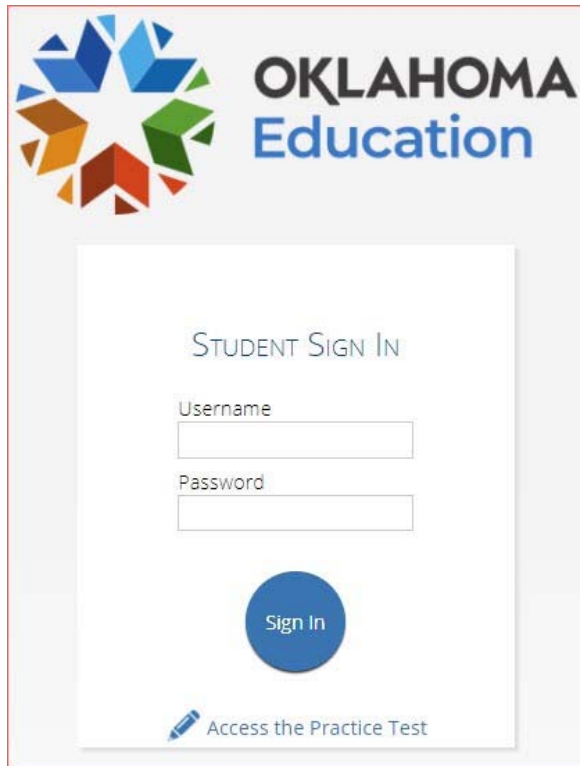 OKLAHOMA
Education
Student Sign In
Username
Password
Sign In
Access the Practice Test